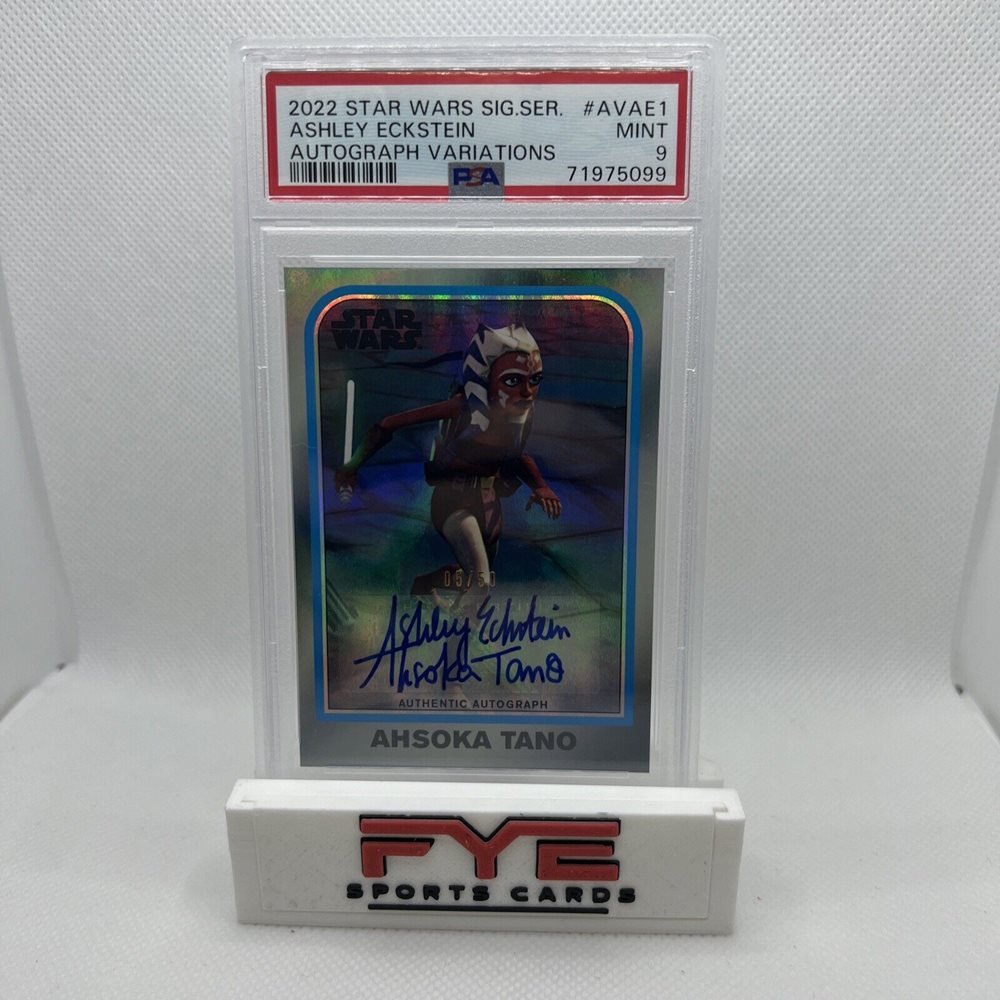 2022 STAR WARS SIG.SER. #AVAE1
ASHLEY ECKSTEIN MINT
AUTOGRAPH VARIATIONS 9
PSA 71975099
STAR
WARS
05/50
Ashley Eckstein
Ahsoka Tano
AUTHENTIC AUTOGRAPH
AHSOKA TANO
FYE
SPORTS CARDS